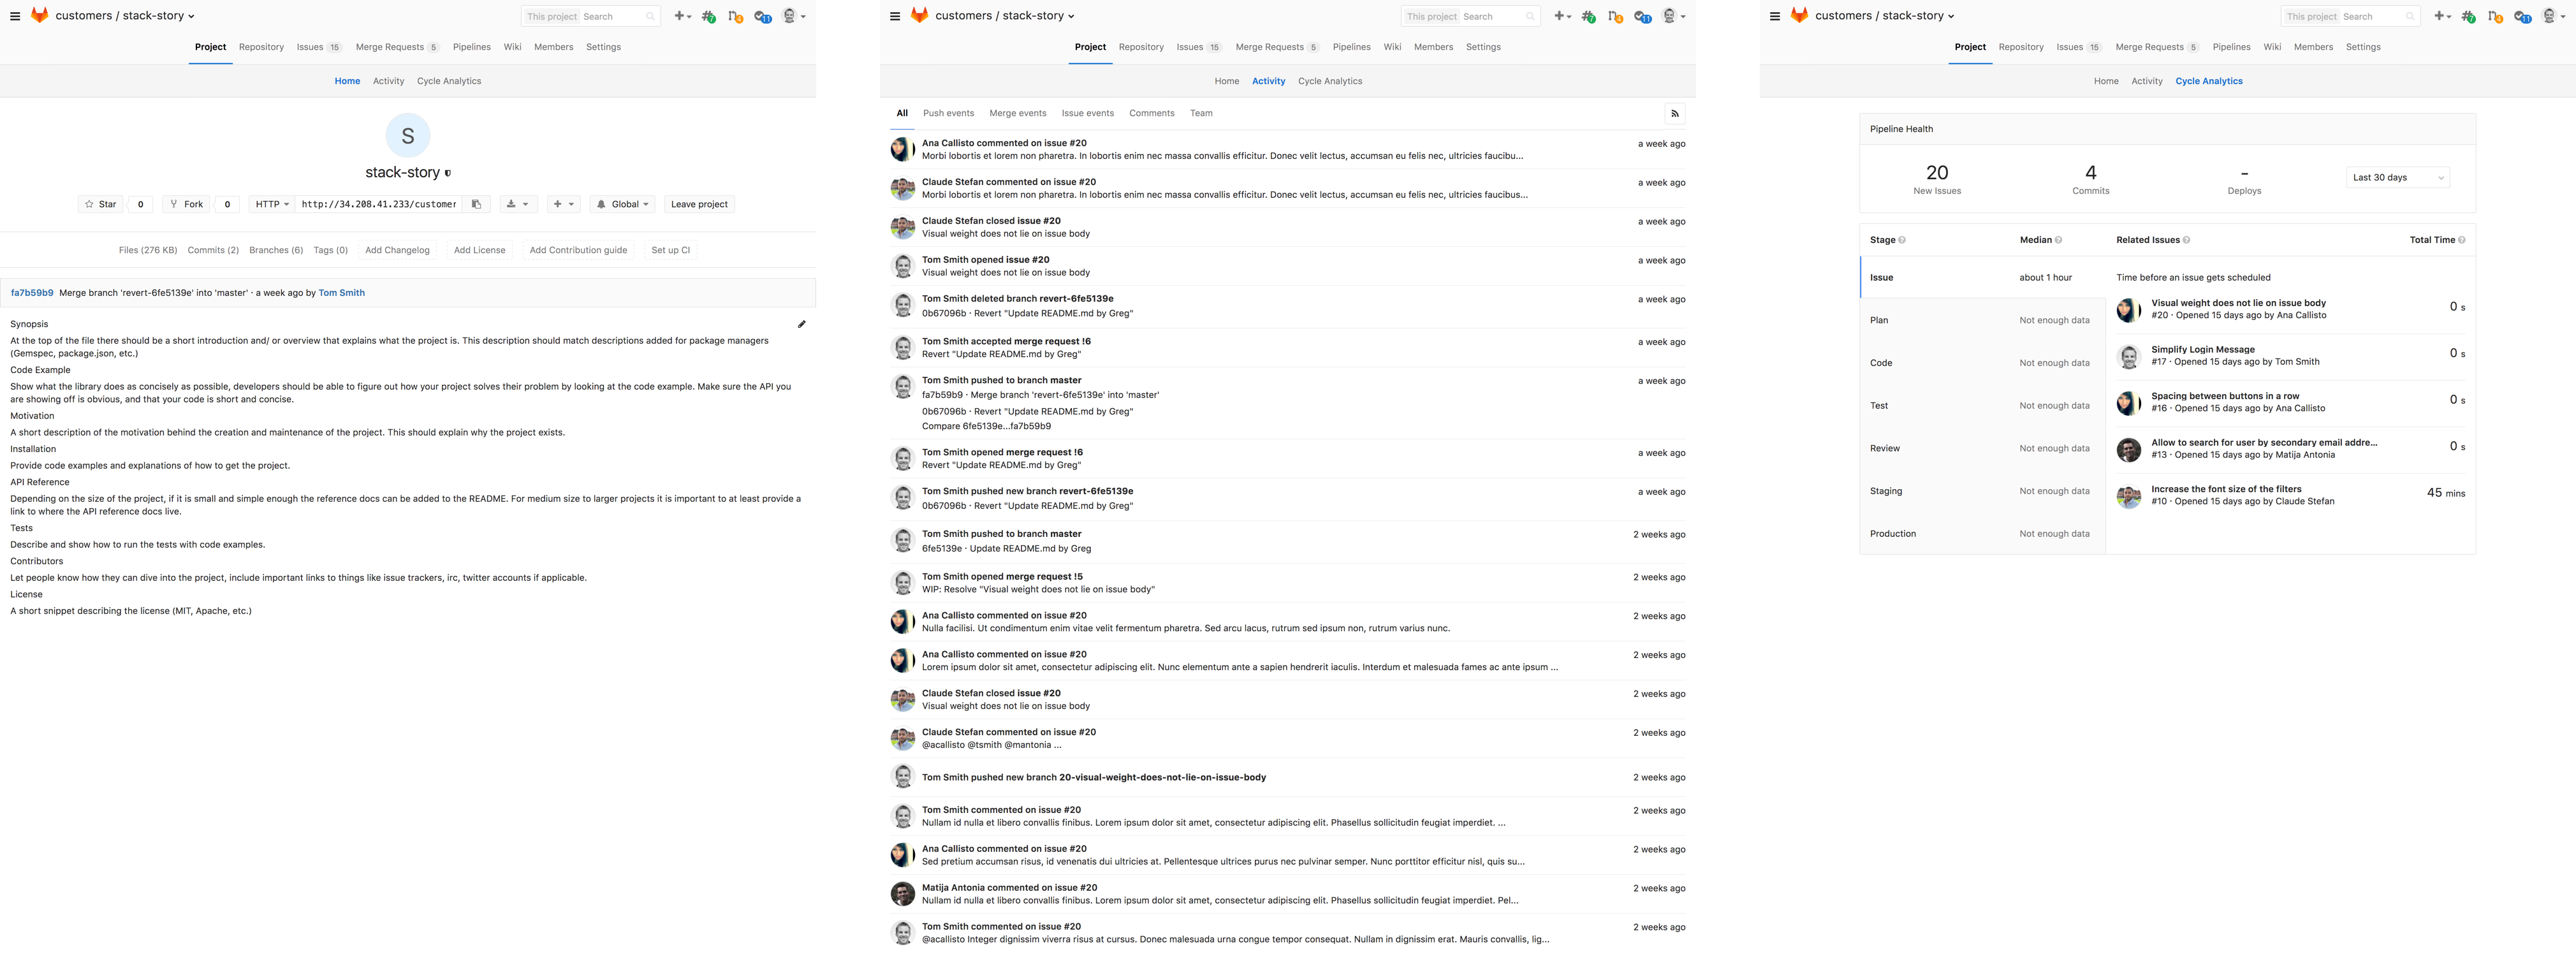 customers / stack-story
This project Search
7
4
11
Project Repository Issues 15 Merge Requests 5 Pipelines Wiki Members Settings
Home Activity Cycle Analytics
S
stack-story
Star 0 Fork 0 HTTP http://34.208.41.233/customer Global Leave project
Files (276 KB) Commits (2) Branches (6) Tags (0) Add Changelog Add License Add Contribution guide Set up CI
fa7b59b9 Merge branch 'revert-6fe5139e' into 'master' · a week ago by Tom Smith
Synopsis
At the top of the file there should be a short introduction and/ or overview that explains what the project is. This description should match descriptions added for package managers
(Gemspec, package.json, etc.)
Code Example
Show what the library does as concisely as possible, developers should be able to figure out how your project solves their problem by looking at the code example. Make sure the API you
are showing off is obvious, and that your code is short and concise.
Motivation
A short description of the motivation behind the creation and maintenance of the project. This should explain why the project exists.
Installation
Provide code examples and explanations of how to get the project.
API Reference
Depending on the size of the project, if it is small and simple enough the reference docs can be added to the README. For medium size to larger projects it is important to at least provide a
link to where the API reference docs live.
Tests
Describe and show how to run the tests with code examples.
Contributors
Let people know how they can dive into the project, include important links to things like issue trackers, irc, twitter accounts if applicable.
License
A short snippet describing the license (MIT, Apache, etc.)
customers / stack-story
This project Search
7
4
11
Project Repository Issues 15 Merge Requests 5 Pipelines Wiki Members Settings
Home Activity Cycle Analytics
All Push events Merge events Issue events Comments Team
Ana Callisto commented on issue #20 a week ago
Morbi lobortis et lorem non pharetra. In lobortis enim nec massa convallis efficitur. Donec velit lectus, accumsan eu felis nec, ultricies faucibu...
Claude Stefan commented on issue #20 a week ago
Morbi lobortis et lorem non pharetra. In lobortis enim nec massa convallis efficitur. Donec velit lectus, accumsan eu felis nec, ultricies faucibus...
Claude Stefan closed issue #20 a week ago
Visual weight does not lie on issue body
Tom Smith opened issue #20 a week ago
Visual weight does not lie on issue body
Tom Smith deleted branch revert-6fe5139e a week ago
0b67096b · Revert "Update README.md by Greg"
Tom Smith accepted merge request !6 a week ago
Revert "Update README.md by Greg"
Tom Smith pushed to branch master a week ago
fa7b59b9 · Merge branch 'revert-6fe5139e' into 'master'
0b67096b · Revert "Update README.md by Greg"
Compare 6fe5139e...fa7b59b9
Tom Smith opened merge request !6 a week ago
Revert "Update README.md by Greg"
Tom Smith pushed new branch revert-6fe5139e a week ago
0b67096b · Revert "Update README.md by Greg"
Tom Smith pushed to branch master 2 weeks ago
6fe5139e · Update README.md by Greg
Tom Smith opened merge request !5 2 weeks ago
WIP: Resolve "Visual weight does not lie on issue body"
Ana Callisto commented on issue #20 2 weeks ago
Nulla facilisi. Ut condimentum enim vitae velit fermentum pharetra. Sed arcu lacus, rutrum sed ipsum non, rutrum varius nunc.
Ana Callisto commented on issue #20 2 weeks ago
Lorem ipsum dolor sit amet, consectetur adipiscing elit. Nunc elementum ante a sapien hendrerit iaculis. Interdum et malesuada fames ac ante ipsum ...
Claude Stefan closed issue #20 2 weeks ago
Visual weight does not lie on issue body
Claude Stefan commented on issue #20 2 weeks ago
@acallisto @tsmith @mantonia ...
Tom Smith pushed new branch 20-visual-weight-does-not-lie-on-issue-body 2 weeks ago
Tom Smith commented on issue #20 2 weeks ago
Nullam id nulla et libero convallis finibus. Lorem ipsum dolor sit amet, consectetur adipiscing elit. Phasellus sollicitudin feugiat imperdiet. ...
Ana Callisto commented on issue #20 2 weeks ago
Sed pretium accumsan risus, id venenatis dui ultricies at. Pellentesque ultrices purus nec pulvinar semper. Nunc porttitor efficitur nisl, quis su...
Matija Antonia commented on issue #20 2 weeks ago
Nullam id nulla et libero convallis finibus. Lorem ipsum dolor sit amet, consectetur adipiscing elit. Phasellus sollicitudin feugiat imperdiet. Pel...
Tom Smith commented on issue #20 2 weeks ago
@acallisto Integer dignissim viverra risus at cursus. Donec malesuada urna congue tempor consequat. Nullam in dignissim erat. Mauris convallis, lig...
customers / stack-story
This project Search
7
4
11
Project Repository Issues 15 Merge Requests 5 Pipelines Wiki Members Settings
Home Activity Cycle Analytics
Pipeline Health
20 4 - Last 30 days
New Issues Commits Deploys
Stage Median Related Issues Total Time
Issue about 1 hour Time before an issue gets scheduled
Visual weight does not lie on issue body 0 s
#20 · Opened 15 days ago by Ana Callisto
Plan Not enough data
Simplify Login Message 0 s
#17 · Opened 15 days ago by Tom Smith
Code Not enough data
Spacing between buttons in a row 0 s
#16 · Opened 15 days ago by Ana Callisto
Test Not enough data
Allow to search for user by secondary email addre... 0 s
#13 · Opened 15 days ago by Matija Antonia
Review Not enough data
Increase the font size of the filters 45 mins
#10 · Opened 15 days ago by Claude Stefan
Staging Not enough data
Production Not enough data